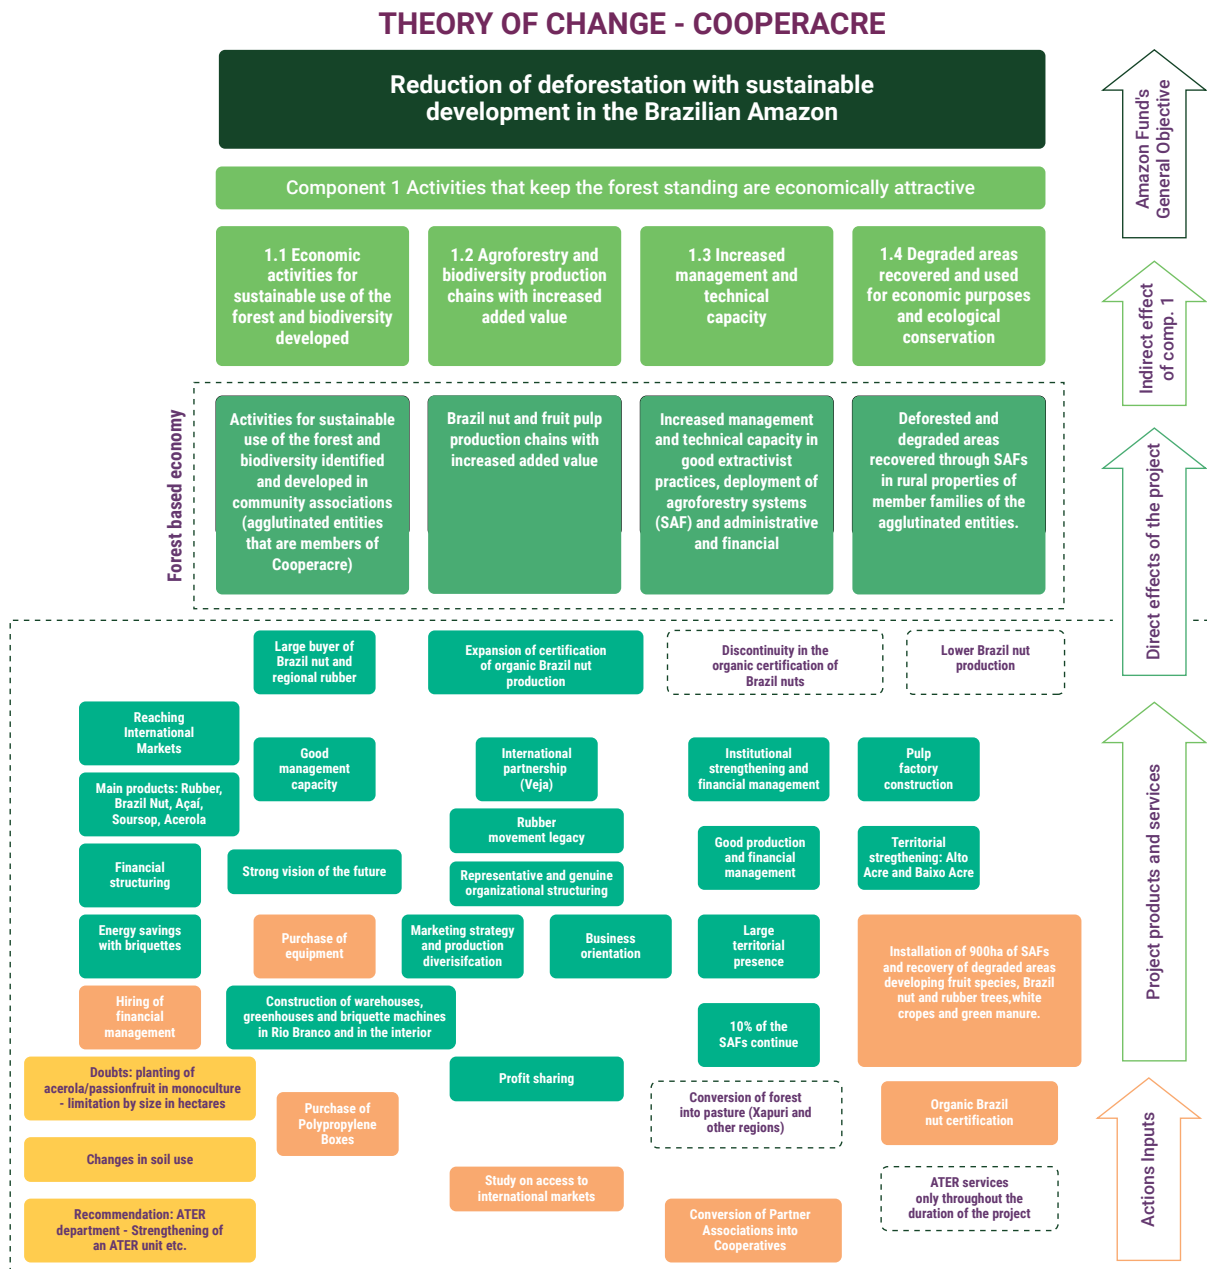 THEORY OF CHANGE - COOPERACRE
Reduction of deforestation with sustainable
development in the Brazilian Amazon
Component 1 Activities that keep the forest standing are economically attractive
1.1 Economic
activities for
sustainable use of the
forest and biodiversity
developed
1.2 Agroforestry and
biodiversity production
chains with increased
added value
1.3 Increased
management and
technical
capacity
1.4 Degraded areas
recovered and used
for economic purposes
and ecological
conservation
Amazon Fund's
General Objective
Indirect effect
of comp. 1
Forest based economy
Activities for sustainable
use of the forest and
biodiversity identified
and developed in
community associations
(agglutinated entities
that are members of
Cooperacre)
Brazil nut and fruit pulp
production chains with
increased added value
Increased management
and technical capacity in
good extractivist
practices, deployment of
agroforestry systems
(SAF) and administrative
and financial
Deforested and
degraded areas
recovered through SAFs
in rural properties of
member families of the
agglutinated entities.
Direct effects of the project
Large buyer of
Brazil nut and
regional rubber
Expansion of certification
of organic Brazil nut
production
Discontinuity in the
organic certification of
Brazil nuts
Lower Brazil nut
production
Reaching
International
Markets
Good
management
capacity
International
partnership
(Veja)
Institutional
strengthening and
financial management
Pulp
factory
construction
Main products: Rubber,
Brazil Nut, Açaí,
Soursop, Acerola
Rubber
movement legacy
Good production
and financial
management
Territorial
stregthening: Alto
Acre and Baixo Acre
Financial
structuring
Strong vision of the future
Representative and genuine
organizational structuring
Energy savings
with briquettes
Purchase of
equipment
Marketing strategy
and production
diverisifcation
Business
orientation
Large
territorial
presence
Installation of 900ha of SAFs
and recovery of degraded areas
developing fruit species, Brazil
nut and rubber trees,white
cropes and green manure.
Project products and services
Hiring of
financial
management
Construction of warehouses,
greenhouses and briquette machines
in Rio Branco and in the interior
10% of the
SAFs continue
Doubts: planting of
acerola/passionfruit in monoculture
- limitation by size in hectares
Profit sharing
Purchase of
Polypropylene
Boxes
Conversion of forest
into pasture (Xapuri and
other regions)
Organic Brazil
nut certification
Changes in soil use
Study on access to
international markets
ATER services
only throughout the
duration of the project
Recommendation: ATER
department - Strengthening of
an ATER unit etc.
Conversion of Partner
Associations into
Cooperatives
Actions Inputs